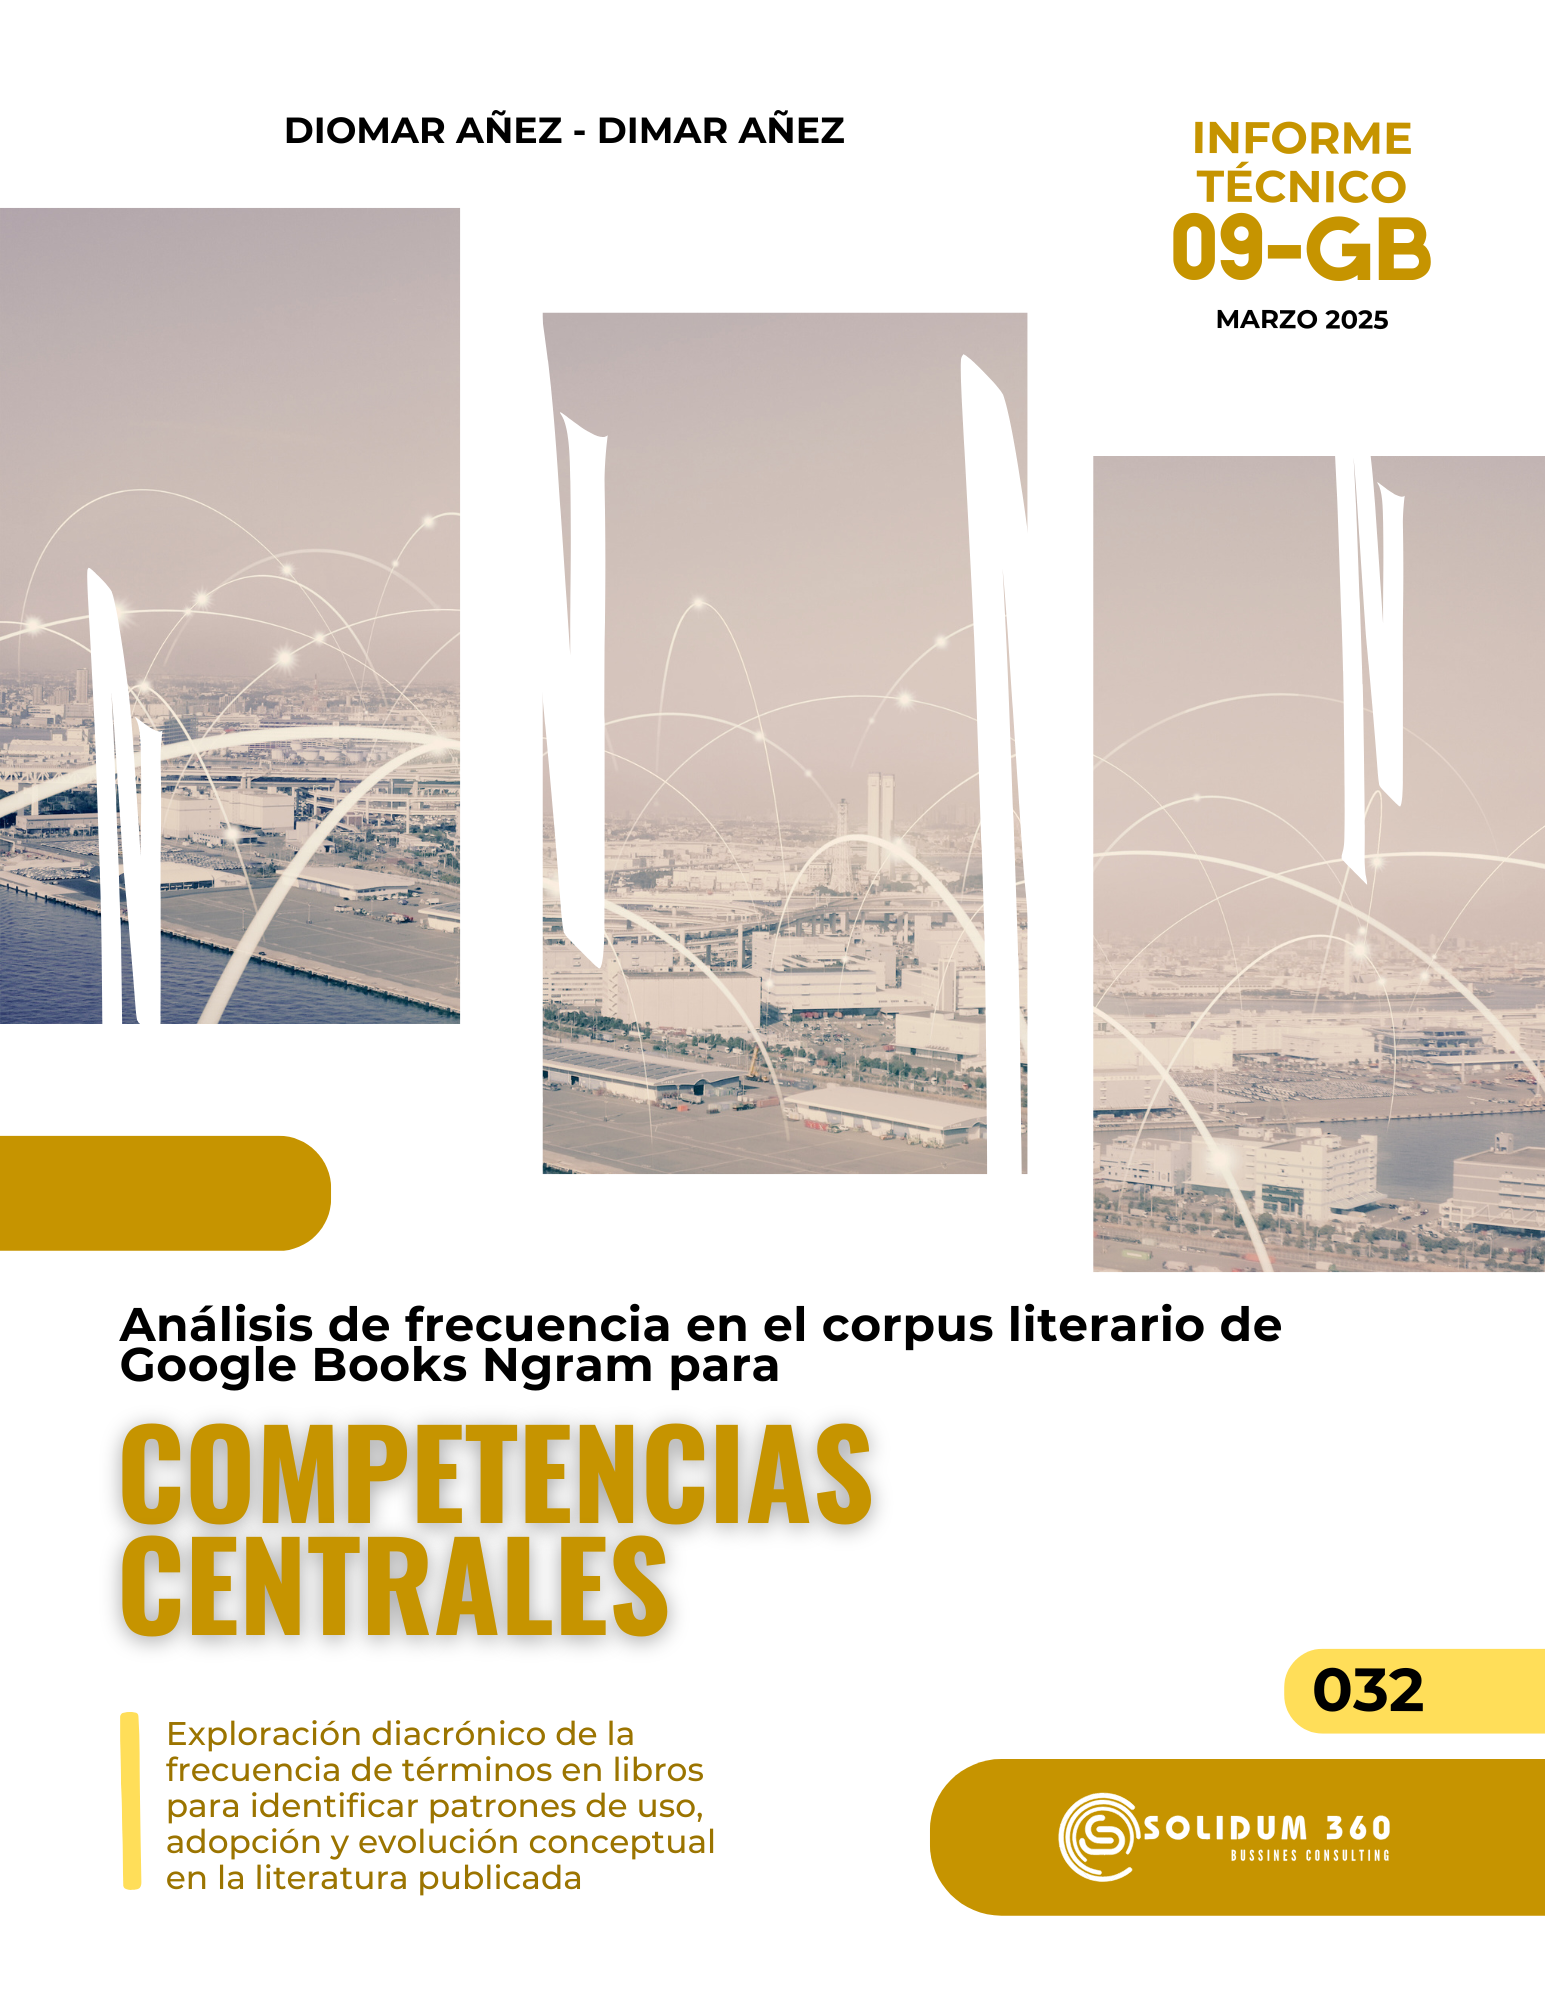 DIOMAR AÑEZ - DIMAR AÑEZ
INFORME
TÉCNICO
09-GB
MARZO 2025
Análisis de frecuencia en el corpus literario de
Google Books Ngram para
COMPETENCIAS
CENTRALES
Exploración diacrónico de la
frecuencia de términos en libros
para identificar patrones de uso,
adopción y evolución conceptual
en la literatura publicada
032
SOLIDUM 360
BUSSINES CONSULTING